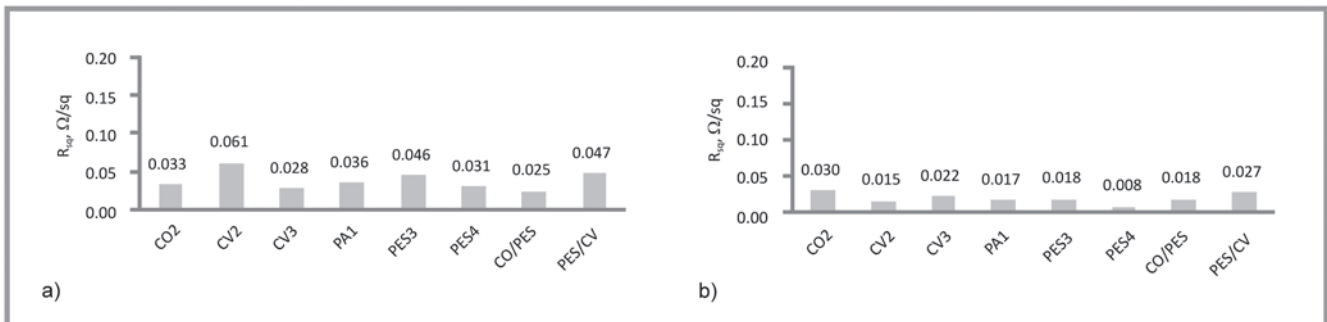 0.20
0.15
0.10
0.05
0.00
Rsq, Ω/sq
0.033
0.061
0.028
0.036
0.046
0.031
0.025
0.047
CO2
CV2
CV3
PA1
PES3
PES4
CO/PES
PES/CV
a)
0.20
0.15
0.10
0.05
0.00
Rsq, Ω/sq
0.030
0.015
0.022
0.017
0.018
0.008
0.018
0.027
CO2
CV2
CV3
PA1
PES3
PES4
CO/PES
PES/CV
b)